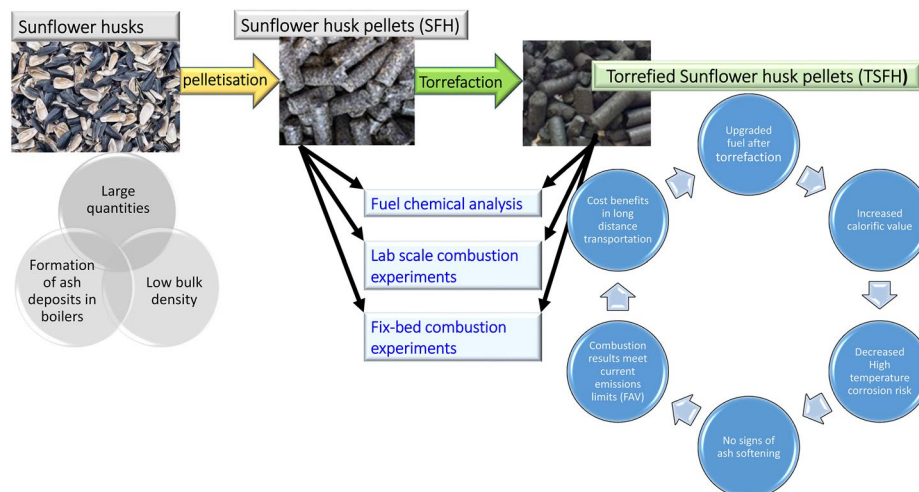 Sunflower husks
pelletisation
Sunflower husk pellets (SFH)
Torrefaction
Torrefied Sunflower husk pellets (TSFH)
Large
quantities
Formation
of ash
deposits in
boilers
Low bulk
density
Fuel chemical analysis
Lab scale combustion
experiments
Fix-bed combustion
experiments
Upgraded
fuel after
torrefaction
Increased
calorific value
Decreased
High
temperature
corrosion risk
No signs of
ash softening
Combustion
results meet
current
emissions
limits (FAV)
Cost benefits
in long
distance
transportation